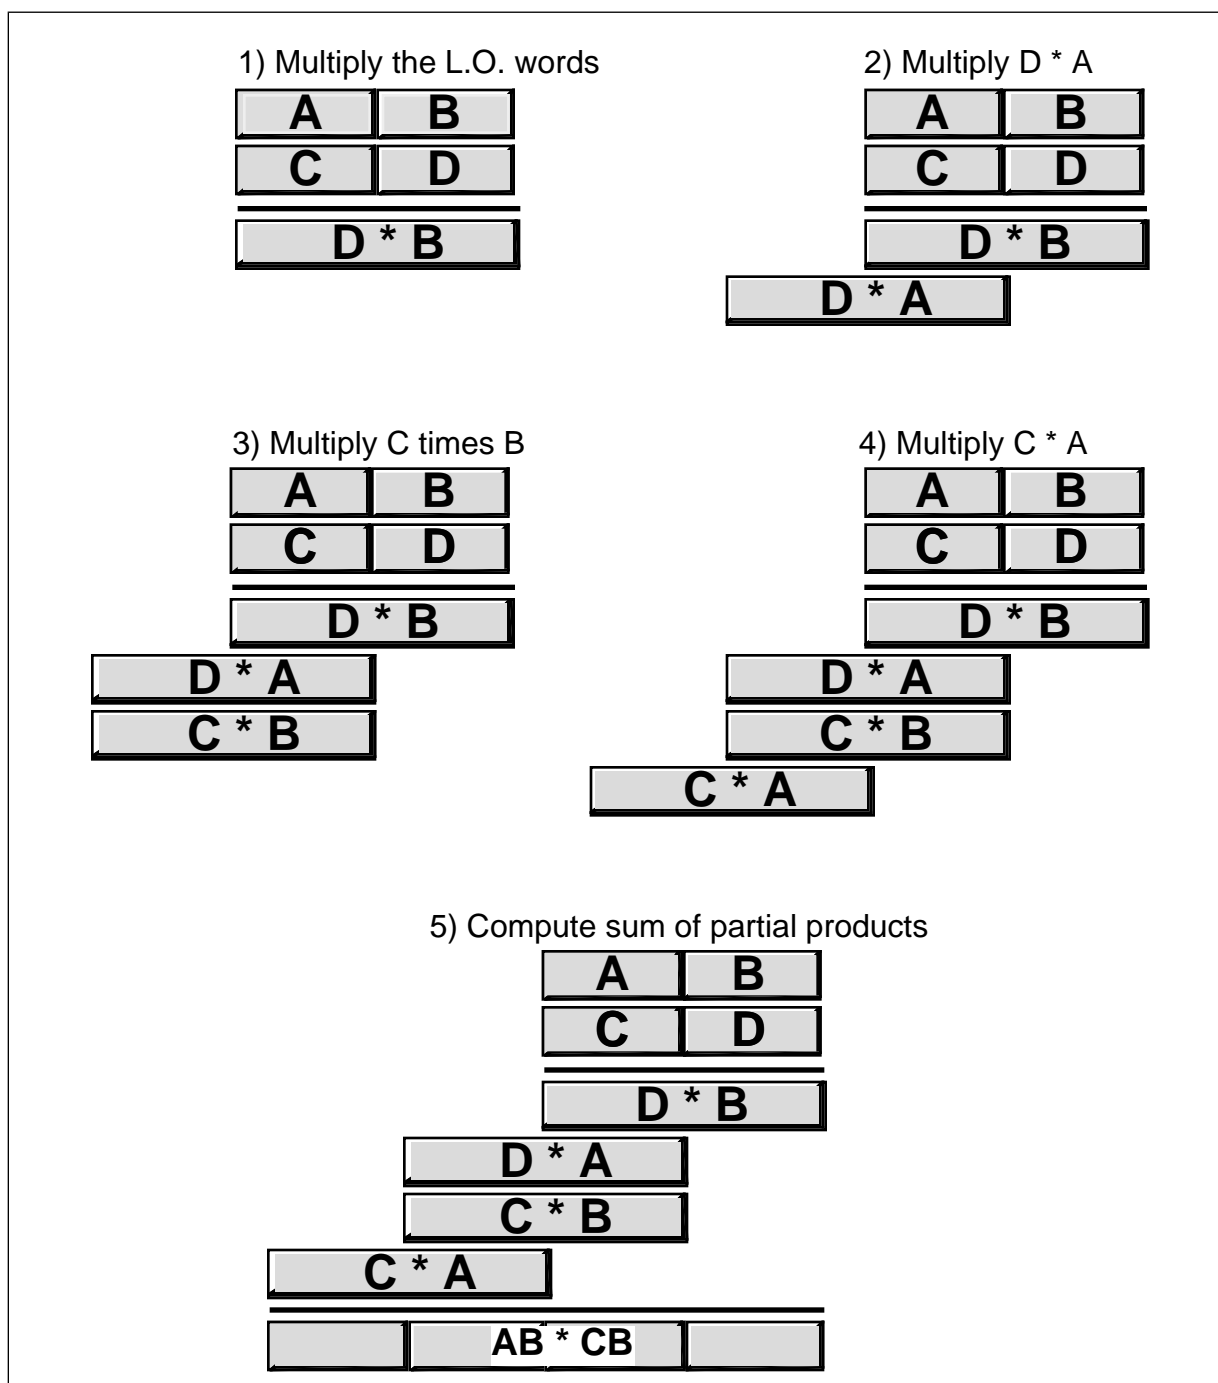 1) Multiply the L.O. words
A B
C D
D * B
2) Multiply D * A
A B
C D
D * B
D * A
3) Multiply C times B
A B
C D
D * B
D * A
C * B
4) Multiply C * A
A B
C D
D * B
D * A
C * B
C * A
5) Compute sum of partial products
A B
C D
D * B
D * A
C * B
C * A
AB * CB